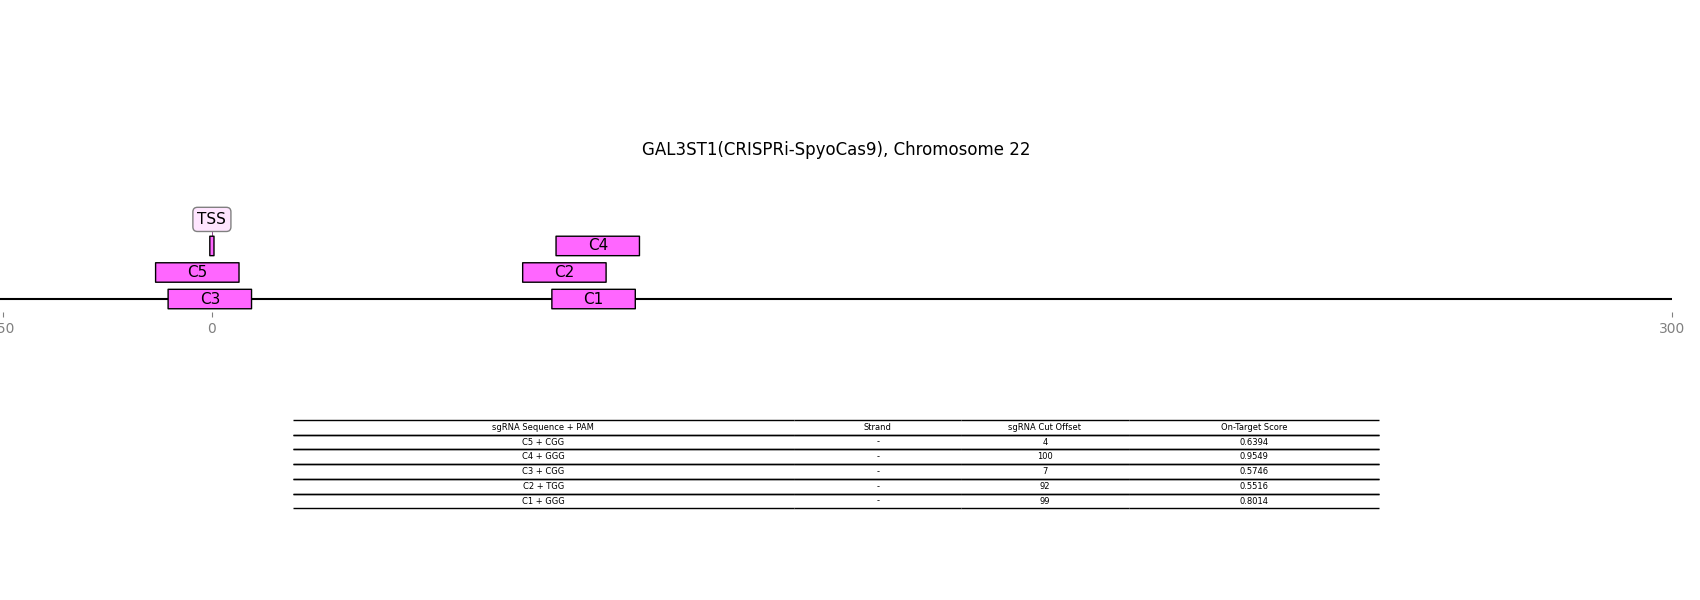 GAL3ST1(CRISPRi-SpyoCas9), Chromosome 22
TSS
C4
C5
C2
C3
C1
50
0
300
sgRNA Sequence + PAM Strand sgRNA Cut Offset On-Target Score
C5 + CGG - 4 0.6394
C4 + GGG - 100 0.9549
C3 + CGG - 7 0.5746
C2 + TGG - 92 0.5516
C1 + GGG - 99 0.8014